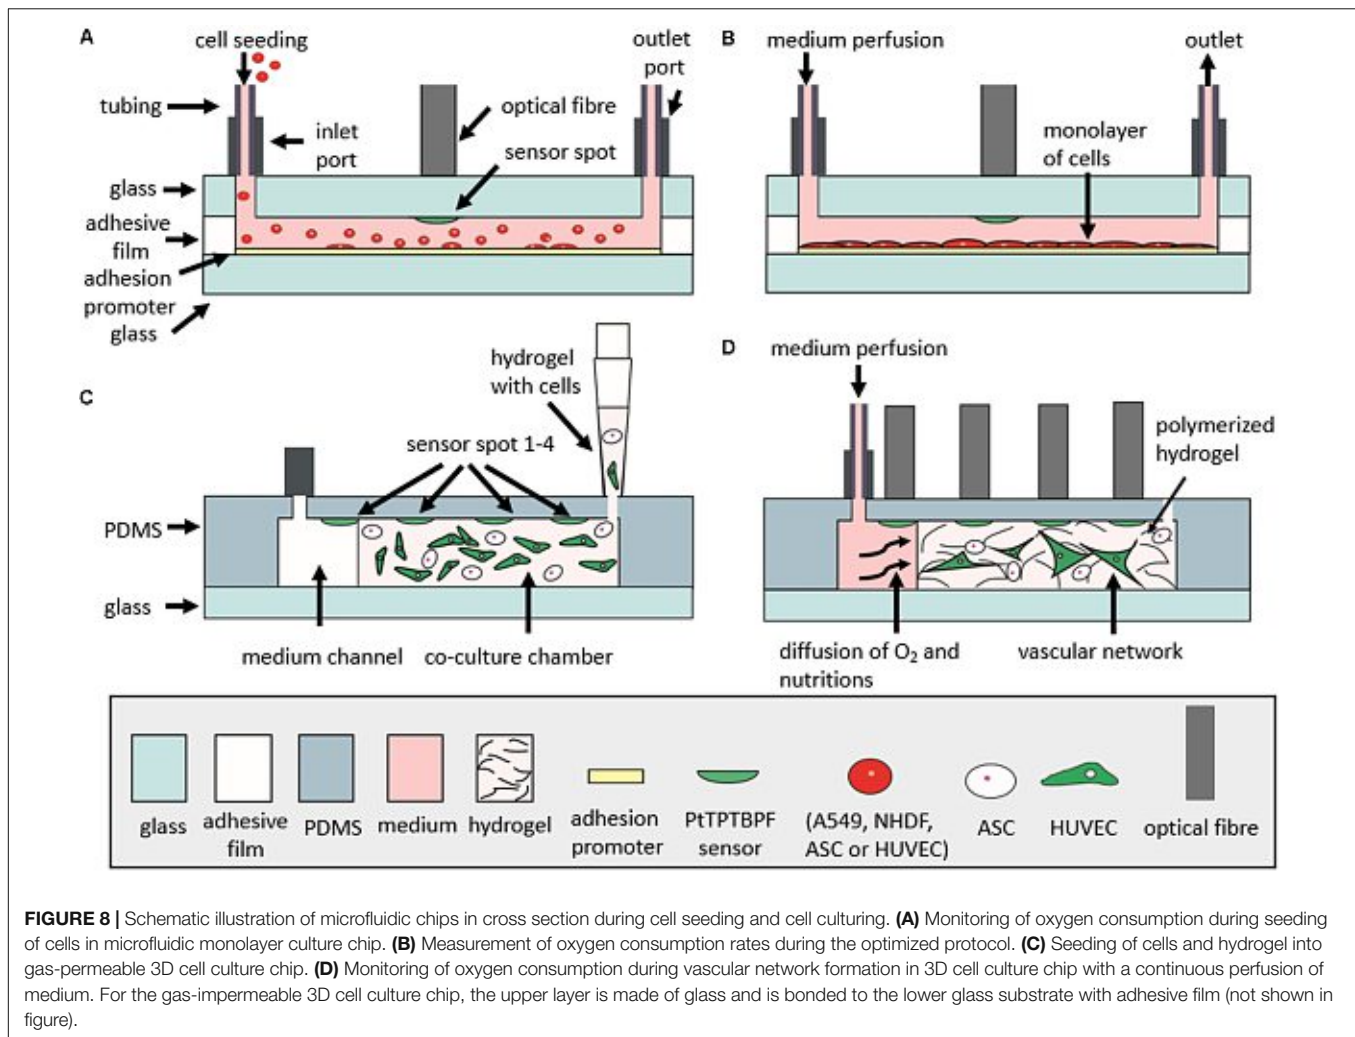 A
cell seeding
outlet
port
tubing
optical fibre
inlet
port
sensor spot
glass
adhesive
film
adhesion
promoter
glass
B
medium perfusion
outlet
monolayer
of cells
C
hydrogel
with cells
sensor spot 1-4
PDMS
glass
medium channel
co-culture chamber
D
medium perfusion
polymerized
hydrogel
diffusion of O₂ and
nutritions
vascular network
glass
adhesive
film
PDMS
medium
hydrogel
adhesion
promoter
PtTPTBPF
sensor
(A549, NHDF,
ASC or HUVEC)
ASC
HUVEC
optical fibre
FIGURE 8 | Schematic illustration of microfluidic chips in cross section during cell seeding and cell culturing. (A) Monitoring of oxygen consumption during seeding
of cells in microfluidic monolayer culture chip. (B) Measurement of oxygen consumption rates during the optimized protocol. (C) Seeding of cells and hydrogel into
gas-permeable 3D cell culture chip. (D) Monitoring of oxygen consumption during vascular network formation in 3D cell culture chip with a continuous perfusion of
medium. For the gas-impermeable 3D cell culture chip, the upper layer is made of glass and is bonded to the lower glass substrate with adhesive film (not shown in
figure).